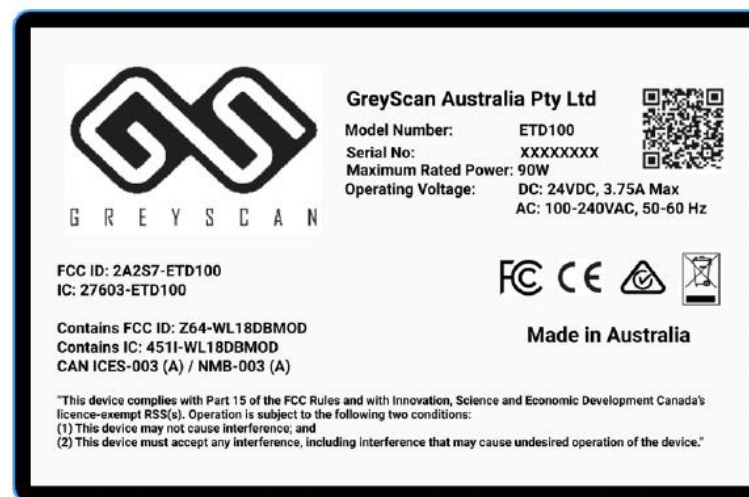 GreyScan Australia Pty Ltd
Model Number: ETD100
Serial No: XXXXXXXX
Maximum Rated Power: 90W
Operating Voltage: DC: 24VDC, 3.75A Max
AC: 100-240VAC, 50-60 Hz
GREYSCAN
FCC ID: 2A2S7-ETD100
IC: 27603-ETD100
FC CE
Contains FCC ID: Z64-WL18DBMOD
Contains IC: 451I-WL18DBMOD
CAN ICES-003 (A) / NMB-003 (A)
Made in Australia
"This device complies with Part 15 of the FCC Rules and with Innovation, Science and Economic Development Canada's
licence-exempt RSS(s). Operation is subject to the following two conditions:
(1) This device may not cause interference; and
(2) This device must accept any interference, including interference that may cause undesired operation of the device."